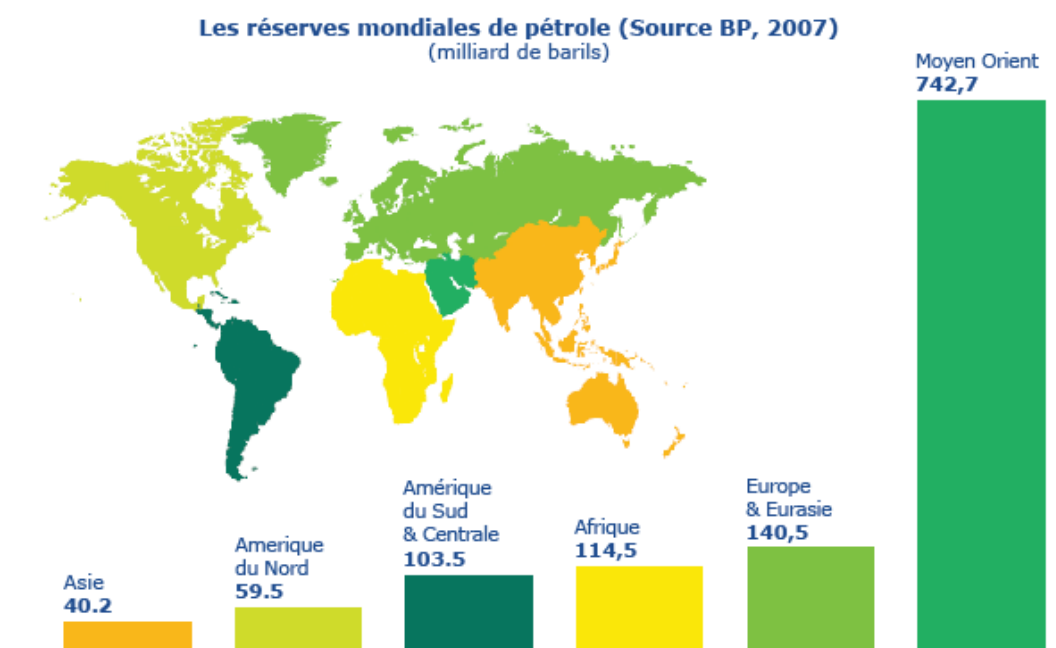 Les réserves mondiales de pétrole (Source BP, 2007)
(milliard de barils)
Moyen Orient
742,7
Asie
40.2
Amerique
du Nord
59.5
Amérique
du Sud
& Centrale
103.5
Afrique
114,5
Europe
& Eurasie
140,5